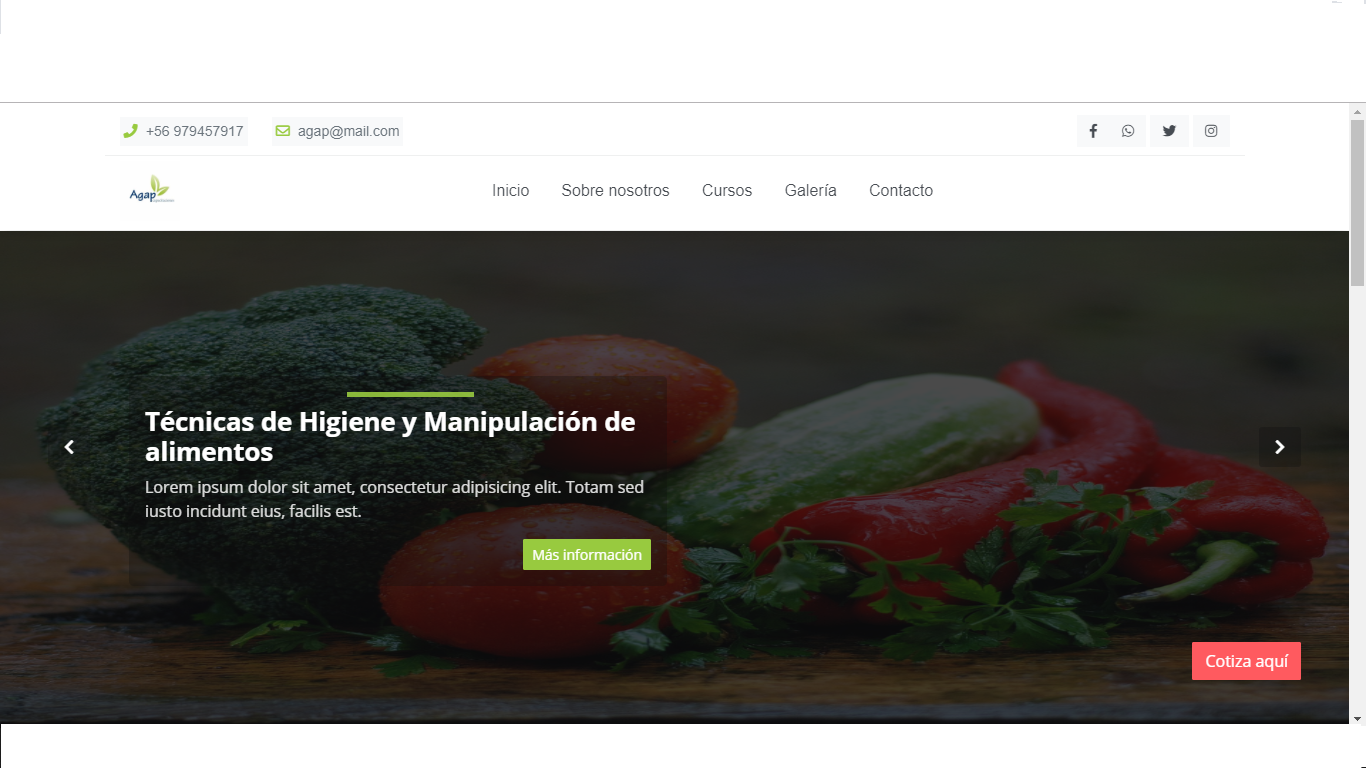 +56 979457917 agap@mail.com
Agap
Inicio Sobre nosotros Cursos Galería Contacto
Técnicas de Higiene y Manipulación de
alimentos
Lorem ipsum dolor sit amet, consectetur adipisicing elit. Totam sed
iusto incidunt eius, facilis est.
Más información
Cotiza aquí